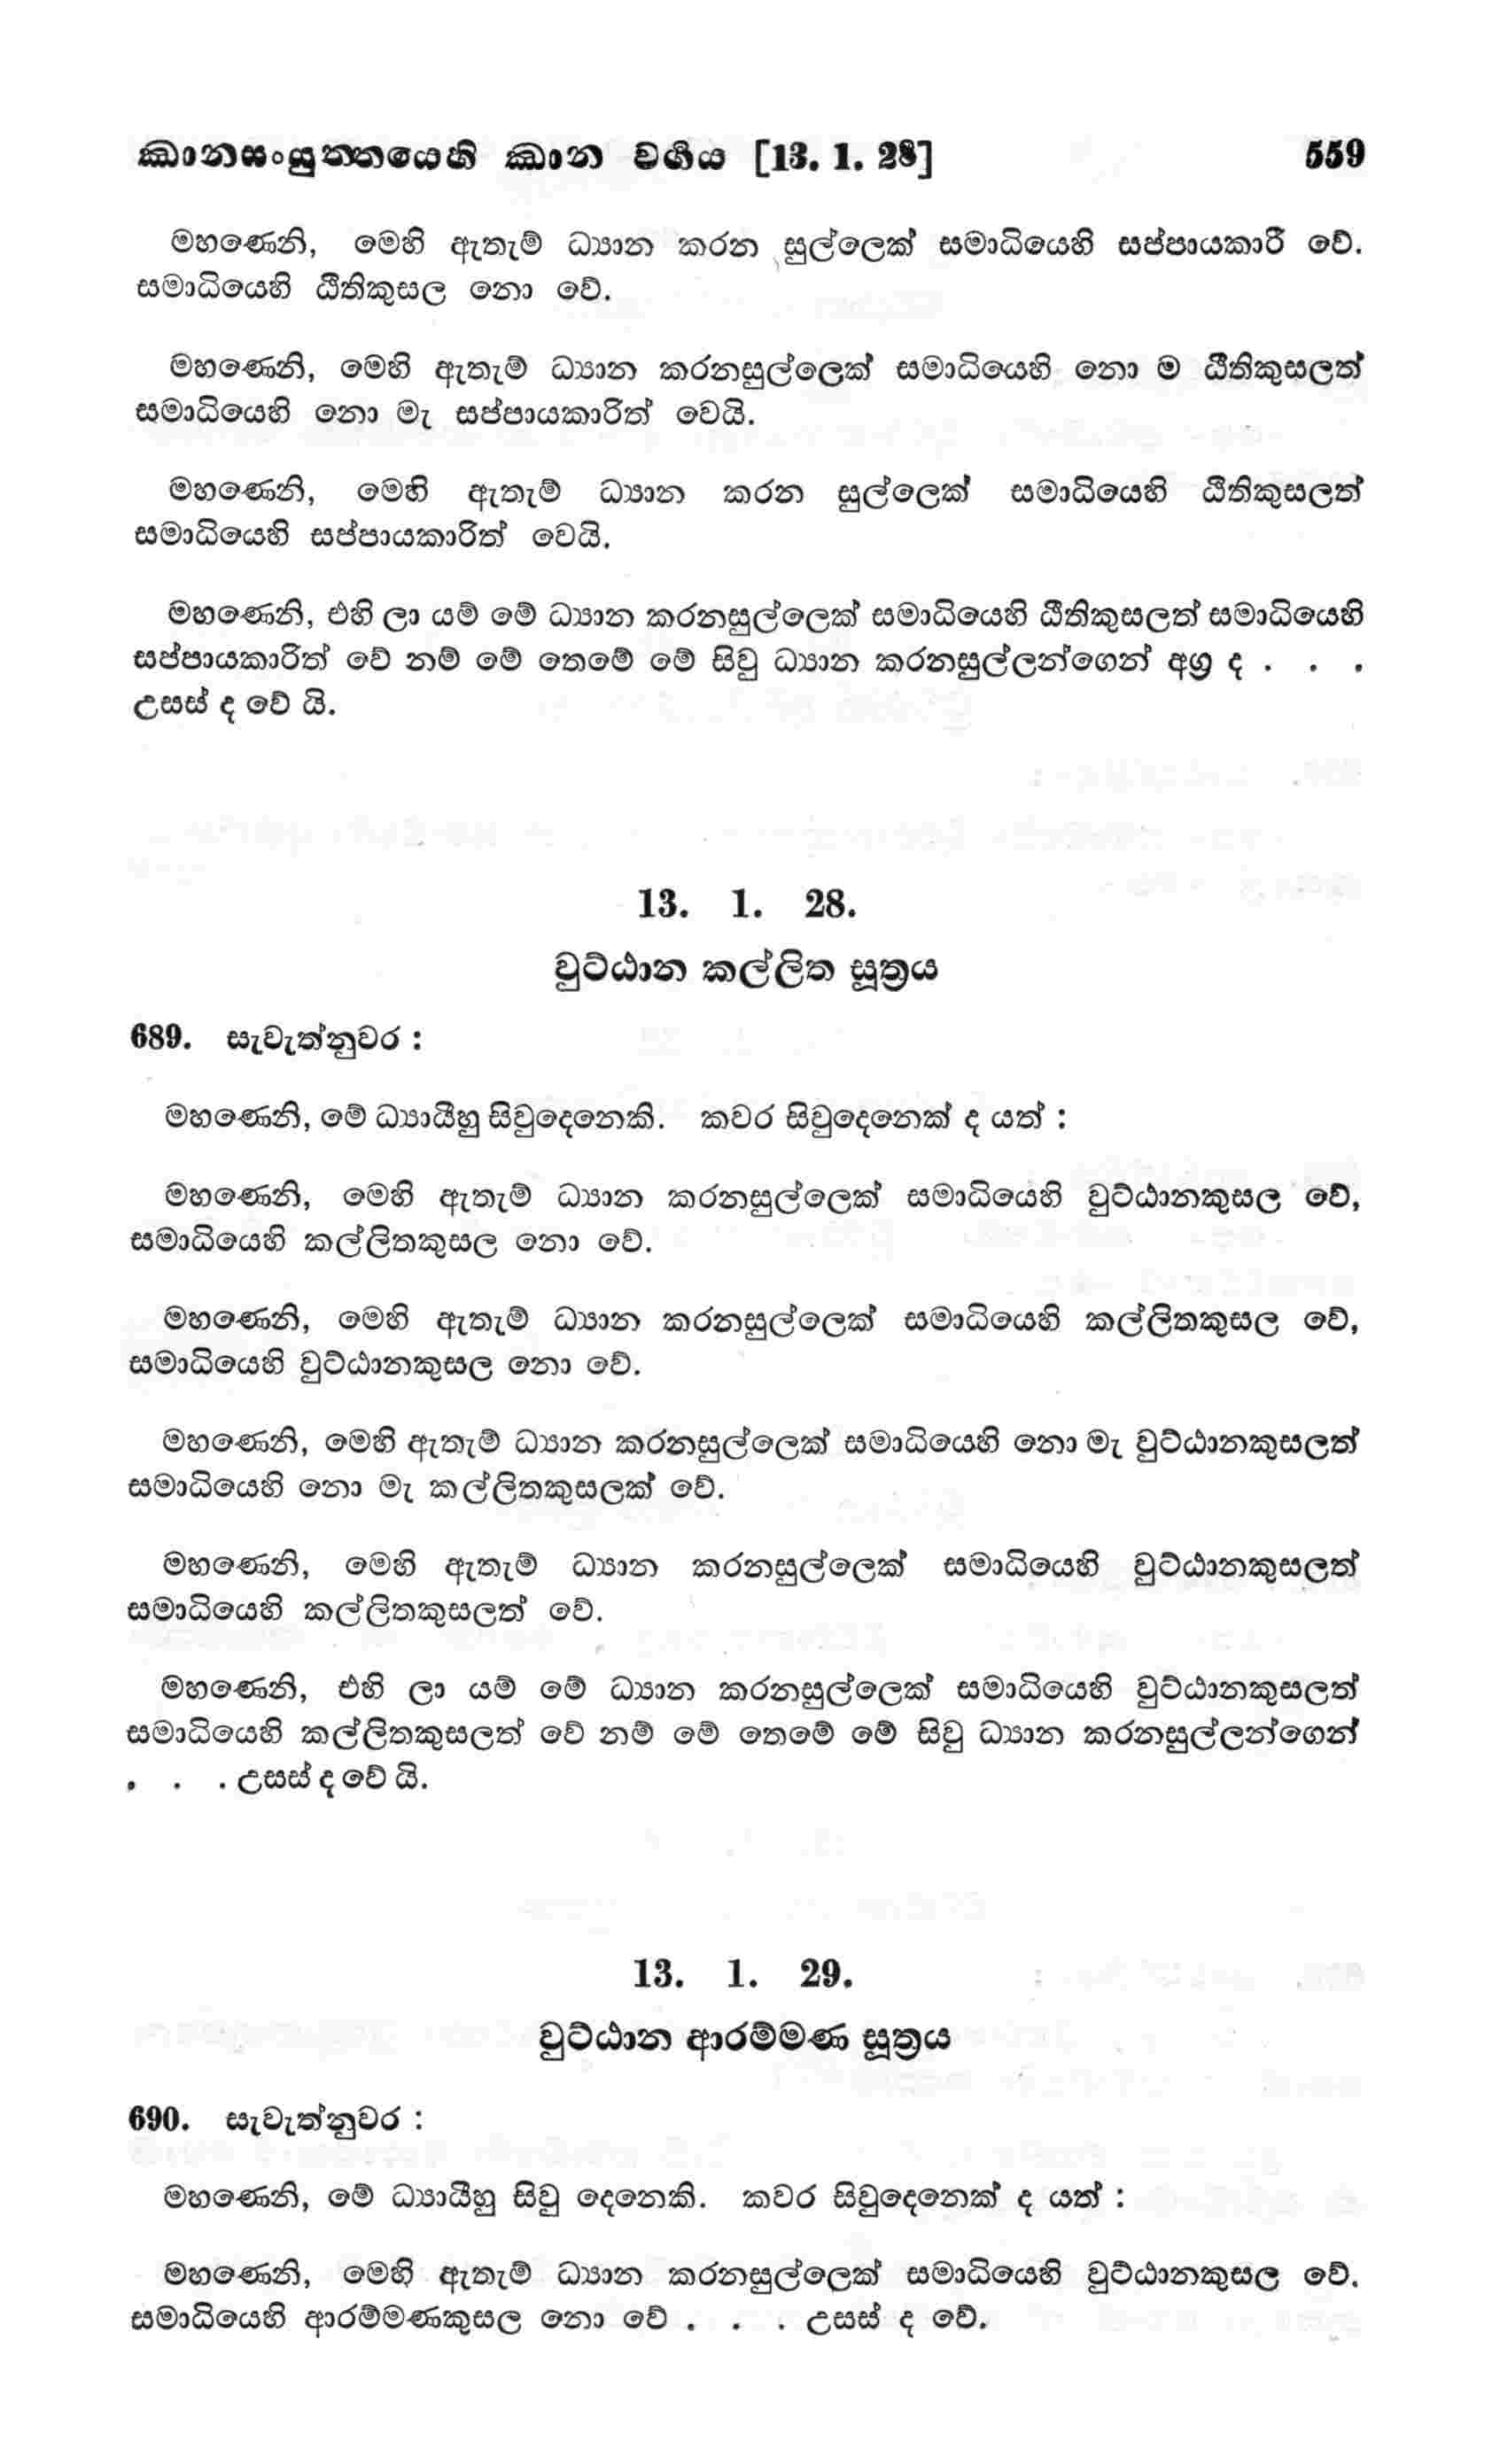 ඣානසංයුත්තයෙහි ඣාන වර්‍ගය [13. 1. 28] 559
මහණෙනි, මෙහි ඇතැම් ධ්‍යාන කරන සුල්ලෙක් සමාධියෙහි සප්පායකාරී වේ.
සමාධියෙහි ඨීතිකුසල නො වේ.
මහණෙනි, මෙහි ඇතැම් ධ්‍යාන කරනසුල්ලෙක් සමාධියෙහි නො ම ඨීතිකුසලත්
සමාධියෙහි නො මැ සප්පායකාරිත් වෙයි.
මහණෙනි, මෙහි ඇතැම් ධ්‍යාන කරන සුල්ලෙක් සමාධියෙහි ඨීතිකුසලත්
සමාධියෙහි සප්පායකාරිත් වෙයි.
මහණෙනි, එහි ලා යම් මේ ධ්‍යාන කරනසුල්ලෙක් සමාධියෙහි ඨීතිකුසලත් සමාධියෙහි
සප්පායකාරිත් වේ නම් මේ තෙමේ මේ සිවු ධ්‍යාන කරනසුල්ලන්ගෙන් අග්‍ර ද . . .
උසස් ද වේ යි.
13. 1. 28.
වුට්ඨාන කල්ලිත සූත්‍රය
689. සැවැත්නුවර :
මහණෙනි, මේ ධ්‍යායීහු සිවුදෙනෙකි. කවර සිවුදෙනෙක් ද යත් :
මහණෙනි, මෙහි ඇතැම් ධ්‍යාන කරනසුල්ලෙක් සමාධියෙහි වුට්ඨානකුසල වේ,
සමාධියෙහි කල්ලිතකුසල නො වේ.
මහණෙනි, මෙහි ඇතැම් ධ්‍යාන කරනසුල්ලෙක් සමාධියෙහි කල්ලිතකුසල වේ,
සමාධියෙහි වුට්ඨානකුසල නො වේ.
මහණෙනි, මෙහි ඇතැම් ධ්‍යාන කරනසුල්ලෙක් සමාධියෙහි නො මැ වුට්ඨානකුසලත්
සමාධියෙහි නො මැ කල්ලිතකුසලක් වේ.
මහණෙනි, මෙහි ඇතැම් ධ්‍යාන කරනසුල්ලෙක් සමාධියෙහි වුට්ඨානකුසලත්
සමාධියෙහි කල්ලිතකුසලත් වේ.
මහණෙනි, එහි ලා යම් මේ ධ්‍යාන කරනසුල්ලෙක් සමාධියෙහි වුට්ඨානකුසලත්
සමාධියෙහි කල්ලිතකුසලත් වේ නම් මේ තෙමේ මේ සිවු ධ්‍යාන කරනසුල්ලන්ගෙන්
. . . උසස් ද වේ යි.
13. 1. 29.
වුට්ඨාන ආරම්මණ සූත්‍රය
690. සැවැත්නුවර :
මහණෙනි, මේ ධ්‍යායීහු සිවු දෙනෙකි. කවර සිවුදෙනෙක් ද යත් :
මහණෙනි, මෙහි ඇතැම් ධ්‍යාන කරනසුල්ලෙක් සමාධියෙහි වුට්ඨානකුසල වේ.
සමාධියෙහි ආරම්මණකුසල නො වේ . . . උසස් ද වේ.